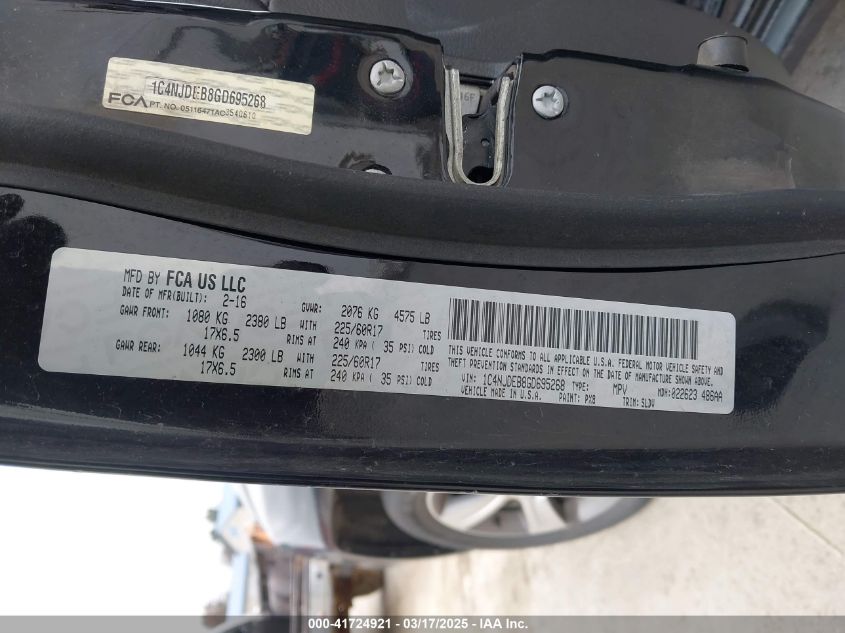 1C4NJDEB8GD695268
FCA PT. NO. 05116471AC 3540610
16F
MFD BY FCA US LLC
DATE OF MFR(BUILT): 2-16 GVWR: 2076 KG 4575 LB
GAWR FRONT: 1080 KG 2380 LB WITH 225/60R17 TIRES
17X6.5 RIMS AT 240 KPA ( 35 PSI) COLD
GAWR REAR: 1044 KG 2300 LB WITH 225/60R17 TIRES
17X6.5 RIMS AT 240 KPA ( 35 PSI) COLD
THIS VEHICLE CONFORMS TO ALL APPLICABLE U.S.A. FEDERAL MOTOR VEHICLE SAFETY AND
THEFT PREVENTION STANDARDS IN EFFECT ON THE DATE OF MANUFACTURE SHOWN ABOVE.
VIN: 1C4NJDEB8GD695268 TYPE: MPV MDH: 022623 486AA
VEHICLE MADE IN U.S.A. PAINT: PX8 TRIM: SLDV
000-41724921 - 03/17/2025 - IAA Inc.